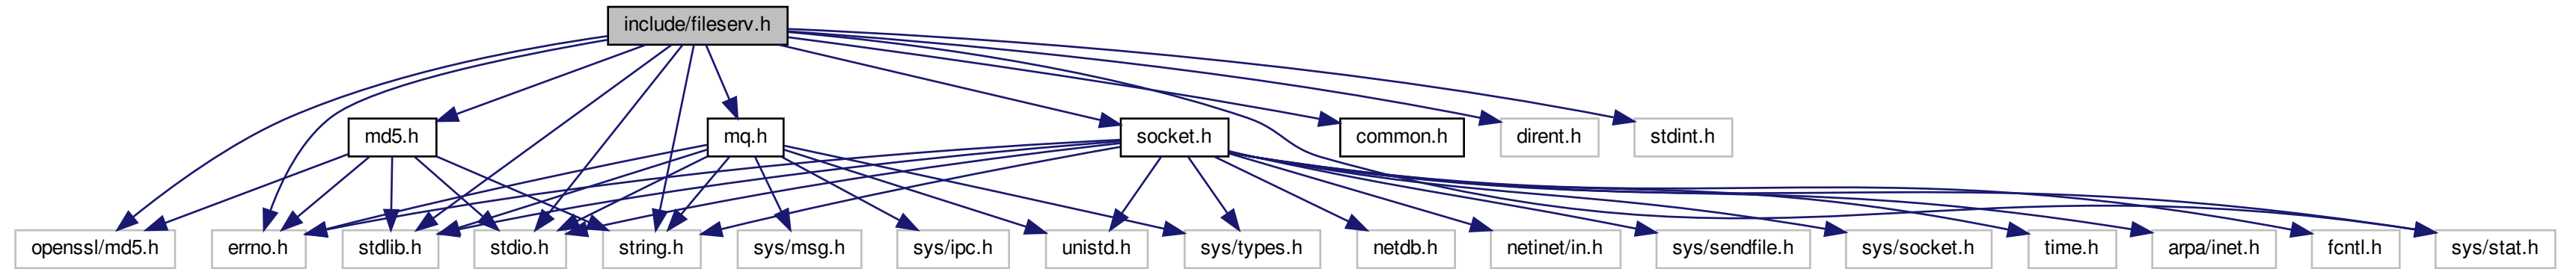 include/fileserv.h
md5.h
mq.h
socket.h
common.h
dirent.h
stdint.h
openssl/md5.h
errno.h
stdlib.h
stdio.h
string.h
sys/msg.h
sys/ipc.h
unistd.h
sys/types.h
netdb.h
netinet/in.h
sys/sendfile.h
sys/socket.h
time.h
arpa/inet.h
fcntl.h
sys/stat.h